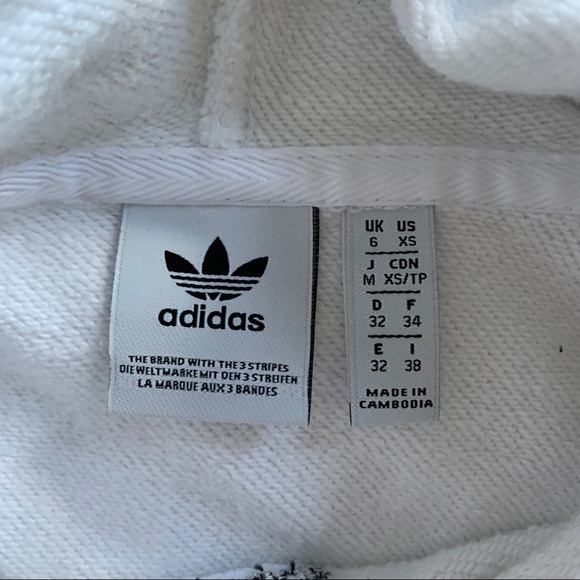 adidas
THE BRAND WITH THE 3 STRIPES
DIE WELTMARKE MIT DEN 3 STREIFEN
LA MARQUE AUX 3 BANDES
UK US
6 XS
J CDN
M XS/TP
D F
32 34
E I
32 38
MADE IN
CAMBODIA